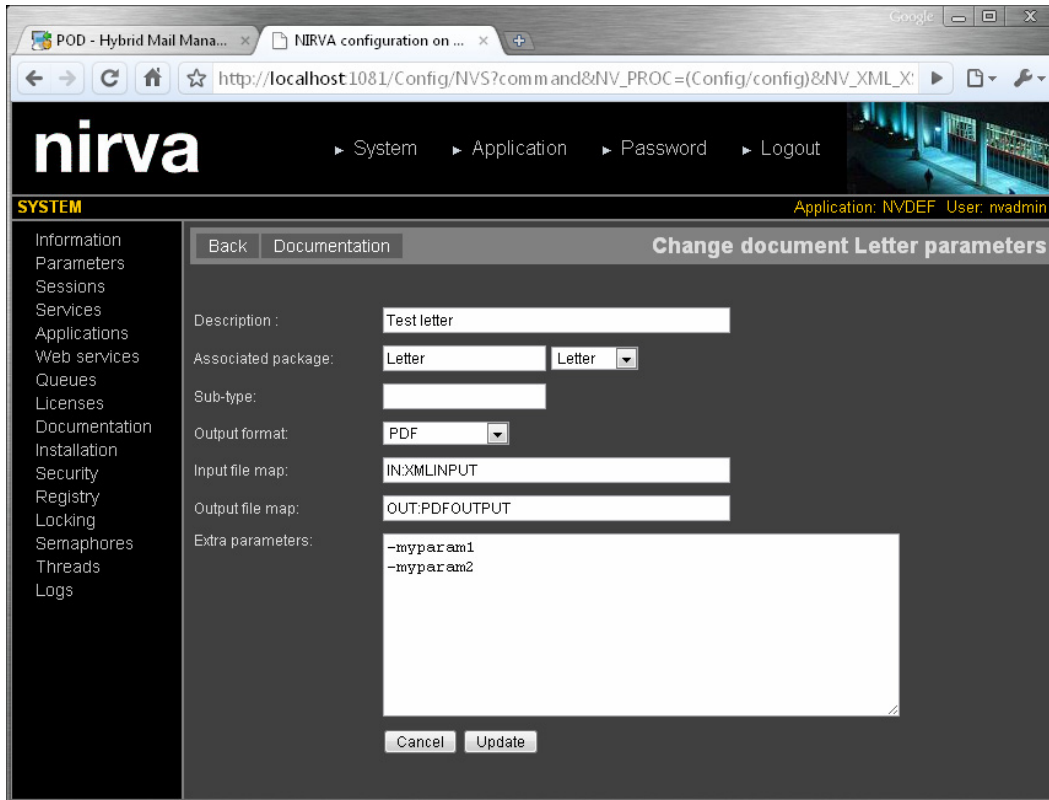 Google
POD - Hybrid Mail Mana... × NIRVA configuration on ... ×
http://localhost:1081/Config/NVS?command&NV_PROC=(Config/config)&NV_XML_X
nirva
► System ► Application ► Password ► Logout
SYSTEM Application: NVDEF User: nvadmin
Information
Back Documentation Change document Letter parameters
Parameters
Sessions
Services
Applications
Web services
Queues
Licenses
Documentation
Installation
Security
Registry
Locking
Semaphores
Threads
Logs
Description : Test letter
Associated package: Letter Letter
Sub-type:
Output format: PDF
Input file map: IN:XMLINPUT
Output file map: OUT:PDFOUTPUT
Extra parameters: -myparam1
-myparam2
Cancel Update